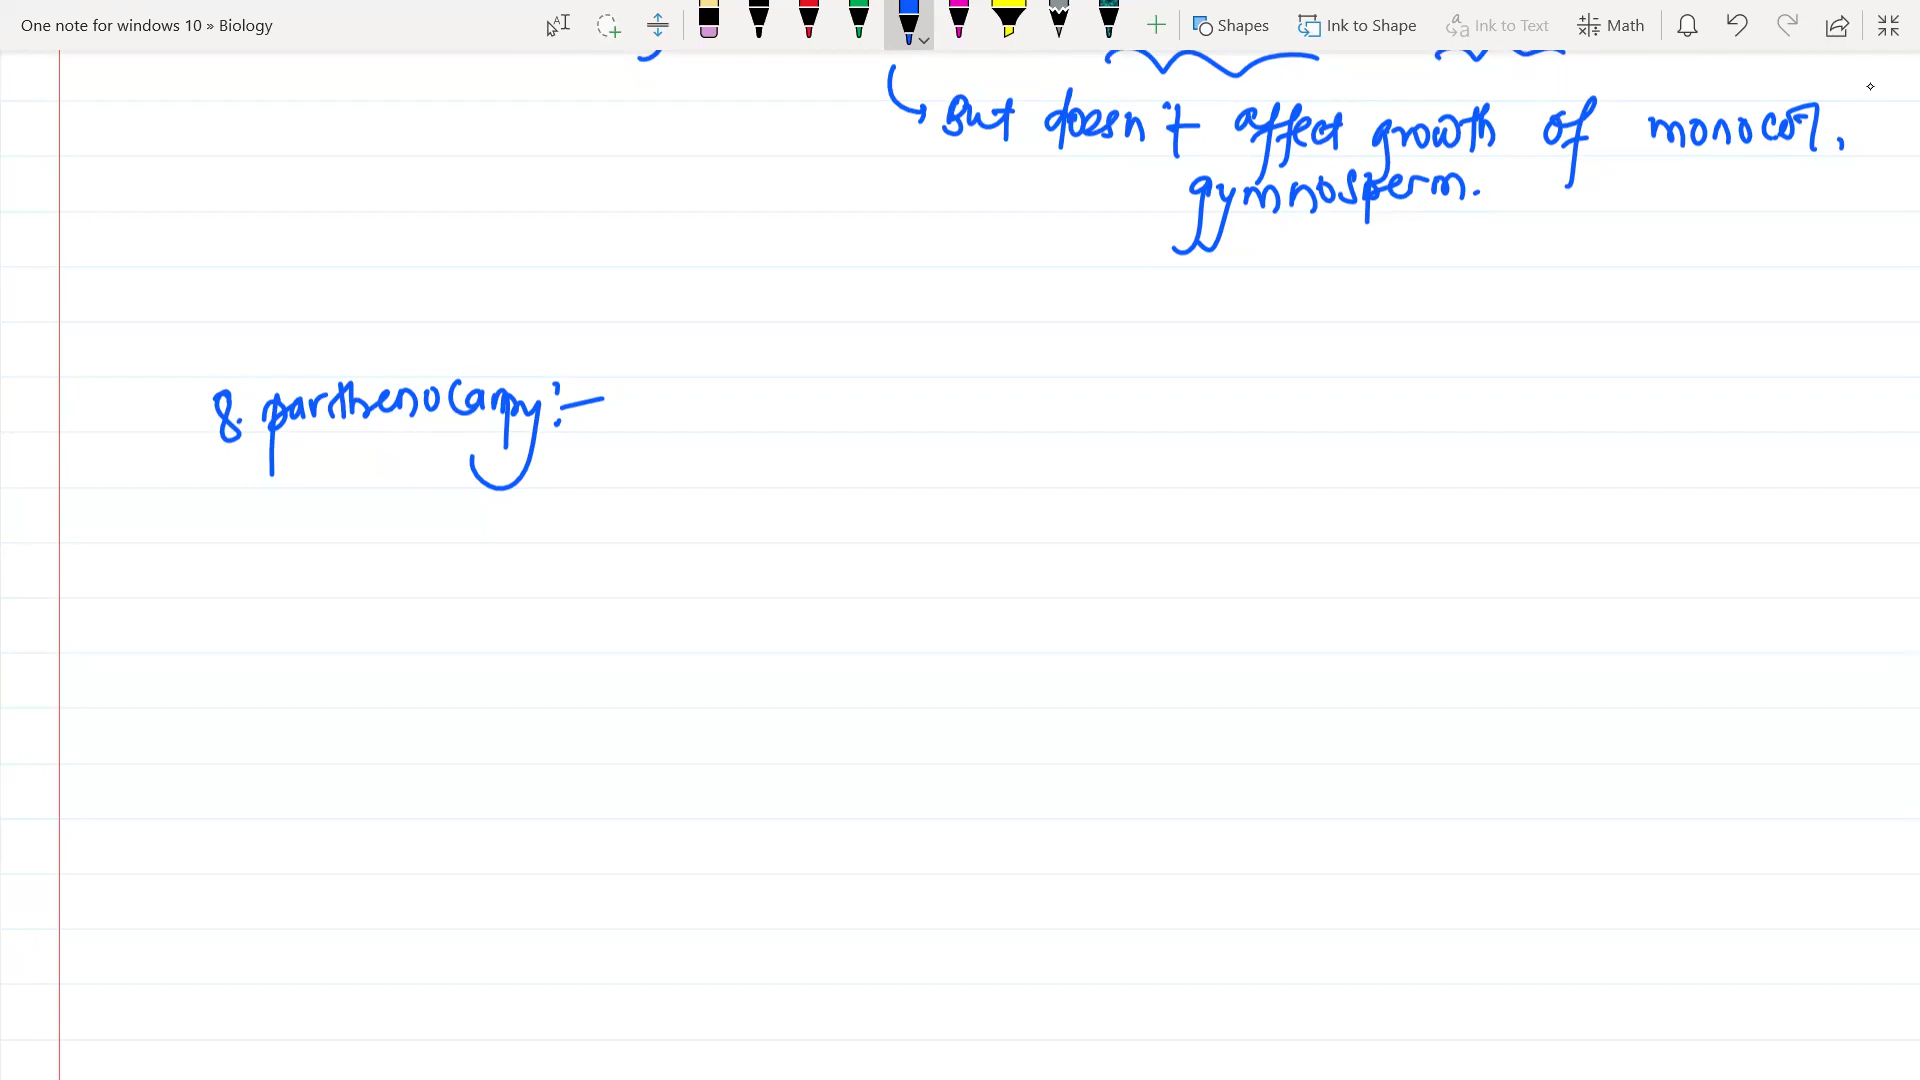 One note for windows 10 » Biology
Shapes
Ink to Shape
Ink to Text
Math
But doesn't affect growth of monocot,
gymnosperm.
8. parthenocarpy :-